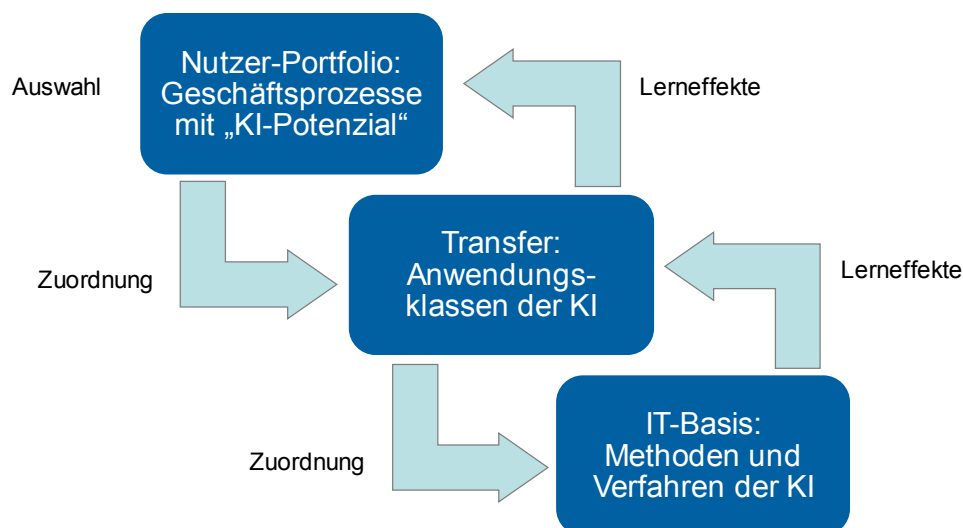 Nutzer-Portfolio:
Geschäftsprozesse
mit „KI-Potenzial“
Auswahl
Lerneffekte
Transfer:
Anwendungs-
klassen der KI
Zuordnung
Lerneffekte
IT-Basis:
Methoden und
Verfahren der KI
Zuordnung